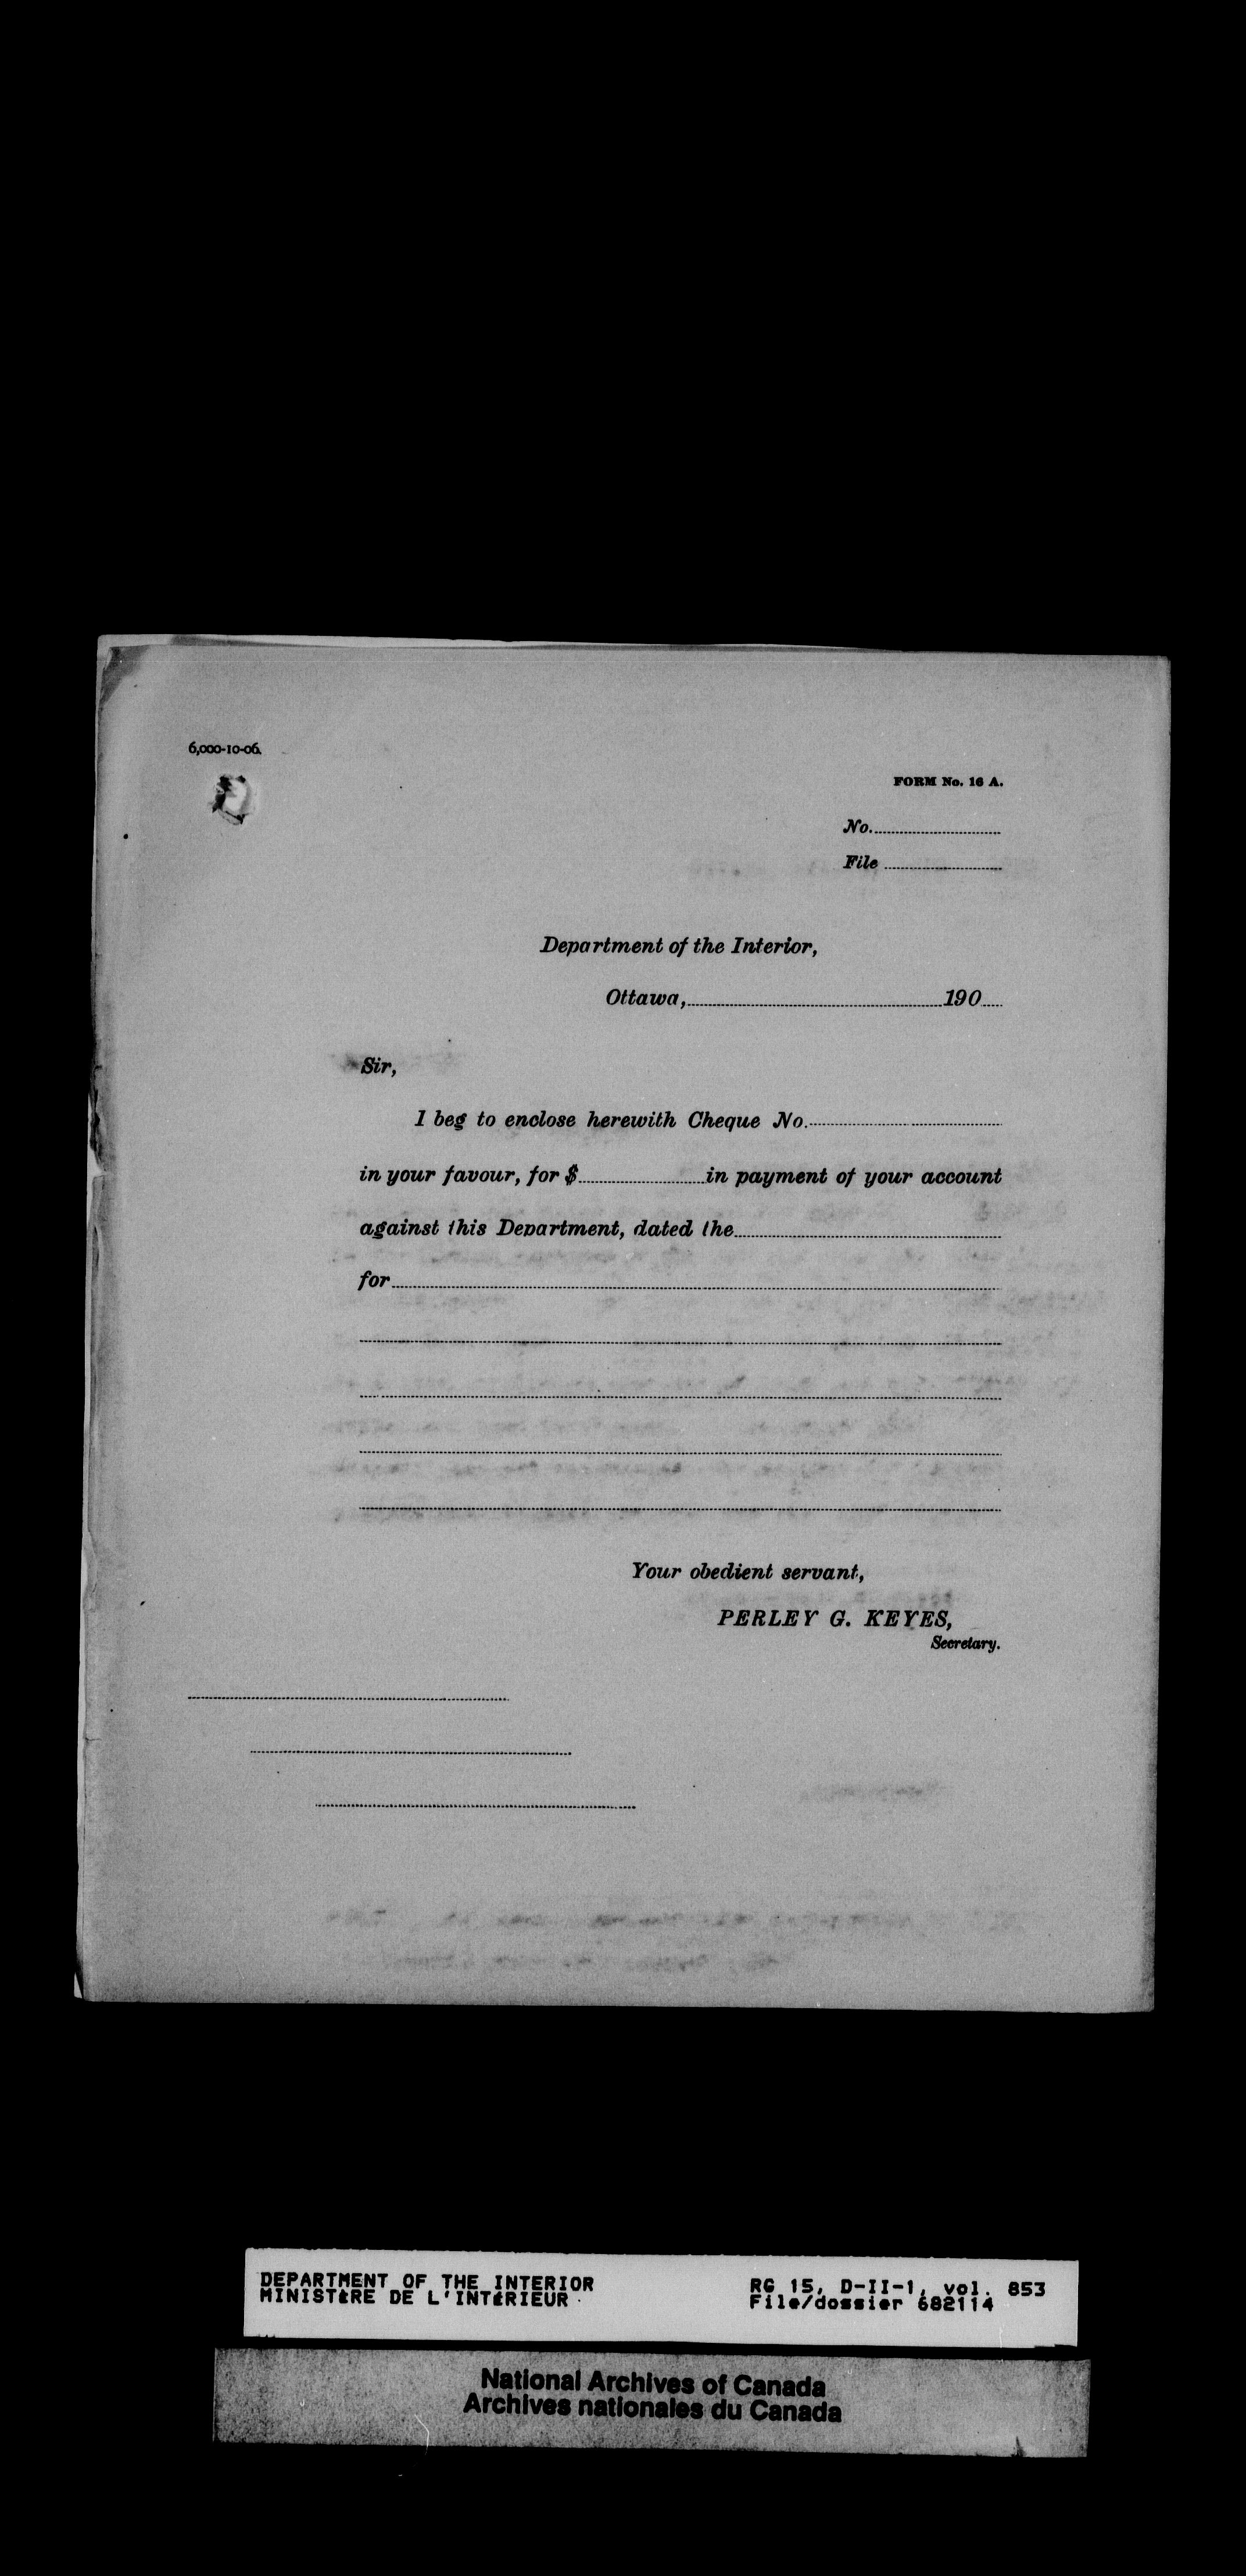 6,000-10-06.
FORM No. 16 A.
No.
File
Department of the Interior,
Ottawa, 190
Sir,
I beg to enclose herewith Cheque No.
in your favour, for $ in payment of your account
against this Department, dated the
for
Your obedient servant,
PERLEY G. KEYES,
Secretary.
DEPARTMENT OF THE INTERIOR
MINISTÈRE DE L'INTÉRIEUR
RG 15, D-II-1, vol. 853
File/dossier 682114
National Archives of Canada
Archives nationales du Canada